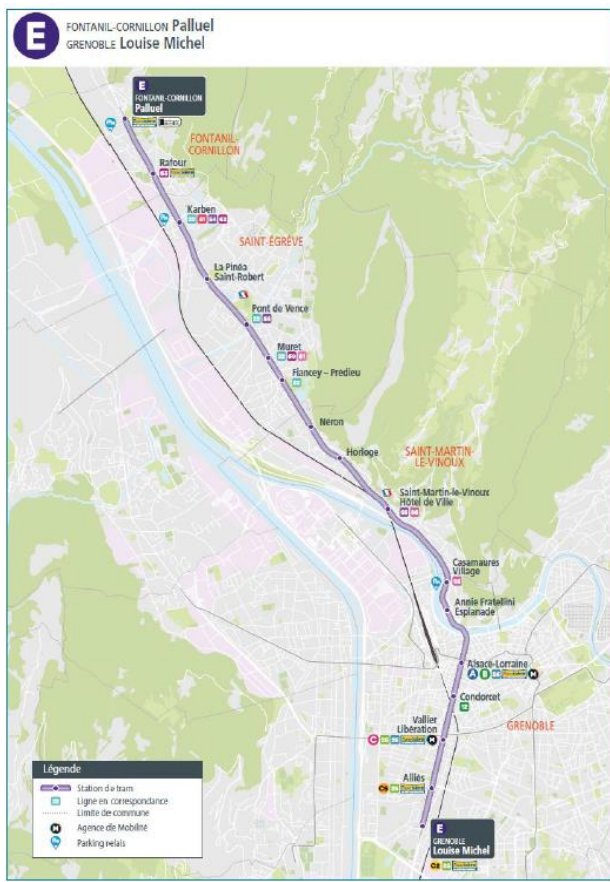 E
FONTANIL-CORNILLON Palluel
GRENOBLE Louise Michel
E
FONTANIL-CORNILLON
Palluel
FONTANIL-
CORNILLON
Rafour
Karben
SAINT-ÉGRÈVE
La Pinéa
Saint-Robert
Pont de Vence
Muret
Fiancey – Prédieu
Néron
Horloge
SAINT-MARTIN-
LE-VINOUX
Saint-Martin-le-Vinoux
Hôtel de Ville
Casamaures
Village
Annie Fratellini
Esplanade
Alsace-Lorraine
A B
Condorcet
Vallier
Libération
C
GRENOBLE
Alliés
E
GRENOBLE
Louise Michel
Légende
Station de tram
Ligne en correspondance
Limite de commune
Agence de Mobilité
Parking relais